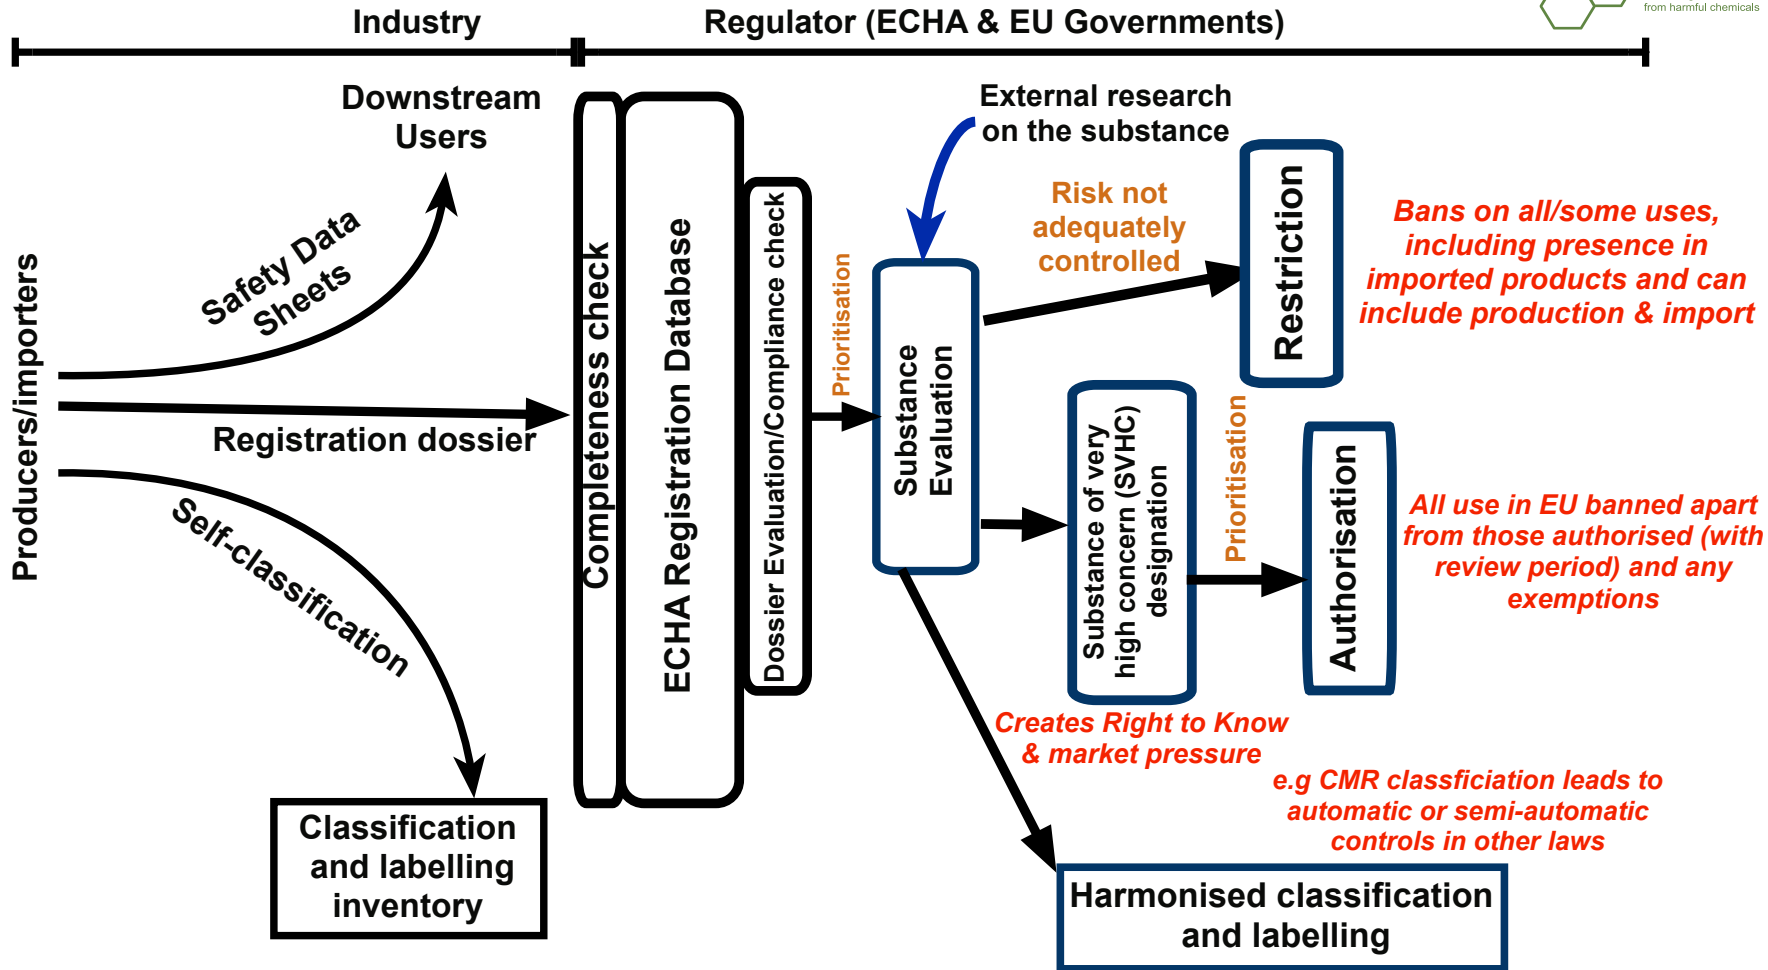 Industry
Regulator (ECHA & EU Governments)
from harmful chemicals
Downstream
Users
External research
on the substance
Producers/importers
Safety Data
Sheets
Registration dossier
Self-classification
Classification
and labelling
inventory
Completeness check
ECHA Registration Database
Dossier Evaluation/Compliance check
Prioritisation
Substance
Evaluation
Risk not
adequately
controlled
Restriction
Bans on all/some uses,
including presence in
imported products and can
include production & import
Substance of very
high concern (SVHC)
designation
Prioritisation
Authorisation
All use in EU banned apart
from those authorised (with
review period) and any
exemptions
Creates Right to Know
& market pressure
e.g CMR classficiation leads to
automatic or semi-automatic
controls in other laws
Harmonised classification
and labelling